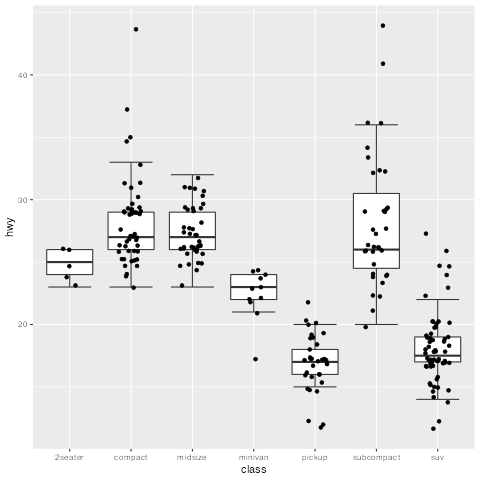 40
30
20
hwy
2seater compact midsize minivan pickup subcompact suv
class